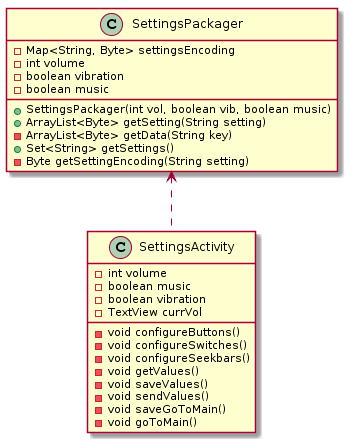 C SettingsPackager
Map<String, Byte> settingsEncoding
int volume
boolean vibration
boolean music
SettingsPackager(int vol, boolean vib, boolean music)
ArrayList<Byte> getSetting(String setting)
ArrayList<Byte> getData(String key)
Set<String> getSettings()
Byte getSettingEncoding(String setting)
C SettingsActivity
int volume
boolean music
boolean vibration
TextView currVol
void configureButtons()
void configureSwitches()
void configureSeekbars()
void getValues()
void saveValues()
void sendValues()
void saveGoToMain()
void goToMain()